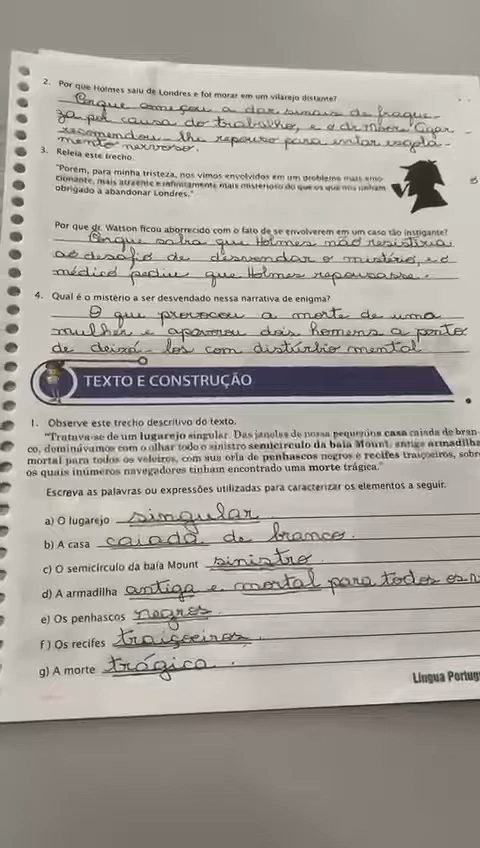 2. Por que Holmes saiu de Londres e foi morar em um vilarejo distante?
Porque começou a dar sinais de fraque-
za por causa do trabalho, e o dr. Moore Agar
recomendou-lhe repouso para evitar esgota-
mento nervoso.
3. Releia este trecho.
"Porém, para minha tristeza, nos vimos envolvidos em um problema mais emo-
cionante, mais atraente e infinitamente mais misterioso do que os que nos tinham
obrigado a abandonar Londres."
Por que dr. Watson ficou aborrecido com o fato de se envolverem em um caso tão instigante?
Porque sabia que Holmes não resistiria
ao desafio de desvendar o mistério, e o
médico pediu que Holmes repousasse.
4. Qual é o mistério a ser desvendado nessa narrativa de enigma?
O que provocou a morte de uma
mulher e apavorou dois homens a ponto
de deixá-los com distúrbio mental
TEXTO E CONSTRUÇÃO
1. Observe este trecho descritivo do texto.
"Tratava-se de um lugarejo singular. Das janelas de nossa pequenina casa caiada de bran-
co, dominávamos com o olhar todo o sinistro semicírculo da baía Mount, antiga armadilha
mortal para todos os veleiros, com sua orla de penhascos negros e recifes traiçoeiros, sobre
os quais inúmeros navegadores tinham encontrado uma morte trágica."
Escreva as palavras ou expressões utilizadas para caracterizar os elementos a seguir.
a) O lugarejo singular
b) A casa caiada de branco.
c) O semicírculo da baía Mount sinistro
d) A armadilha antiga e mortal para todos os
e) Os penhascos negros.
f) Os recifes traiçoeiros.
g) A morte trágica.
Língua Portug